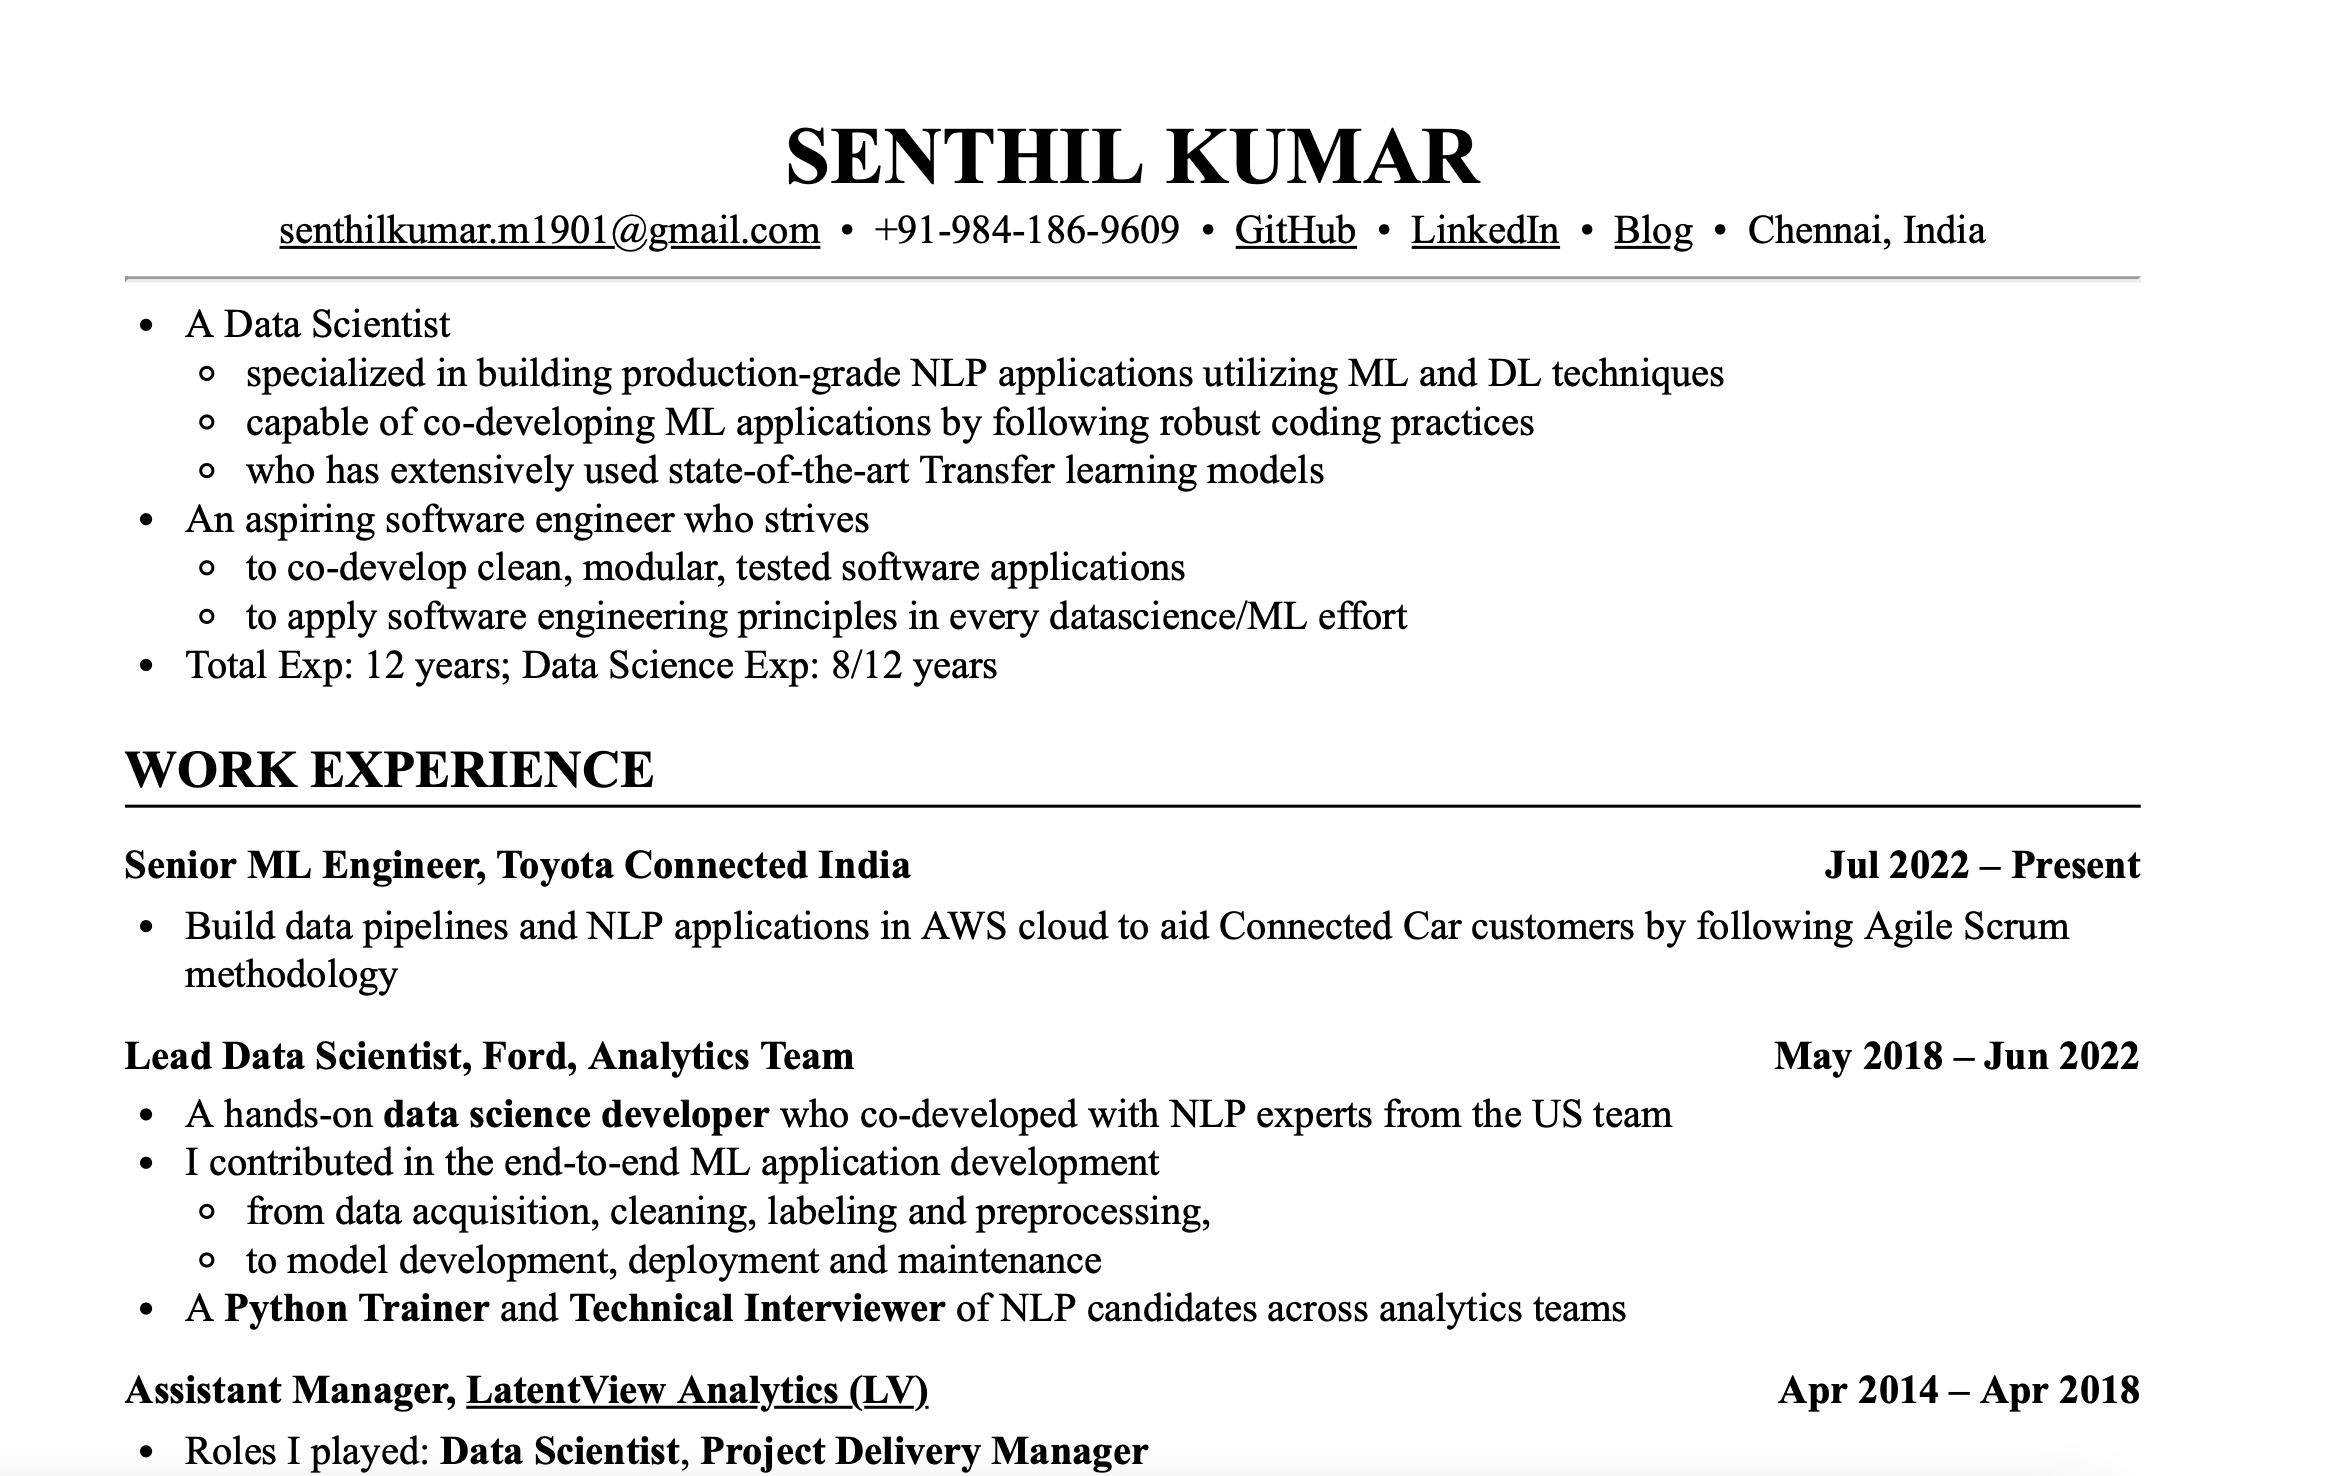 SENTHIL KUMAR
senthilkumar.m1901@gmail.com • +91-984-186-9609 • GitHub • LinkedIn • Blog • Chennai, India
• A Data Scientist
◦ specialized in building production-grade NLP applications utilizing ML and DL techniques
◦ capable of co-developing ML applications by following robust coding practices
◦ who has extensively used state-of-the-art Transfer learning models
• An aspiring software engineer who strives
◦ to co-develop clean, modular, tested software applications
◦ to apply software engineering principles in every datascience/ML effort
• Total Exp: 12 years; Data Science Exp: 8/12 years
WORK EXPERIENCE
Senior ML Engineer, Toyota Connected India Jul 2022 – Present
• Build data pipelines and NLP applications in AWS cloud to aid Connected Car customers by following Agile Scrum
methodology
Lead Data Scientist, Ford, Analytics Team May 2018 – Jun 2022
• A hands-on data science developer who co-developed with NLP experts from the US team
• I contributed in the end-to-end ML application development
◦ from data acquisition, cleaning, labeling and preprocessing,
◦ to model development, deployment and maintenance
• A Python Trainer and Technical Interviewer of NLP candidates across analytics teams
Assistant Manager, LatentView Analytics (LV) Apr 2014 – Apr 2018
• Roles I played: Data Scientist, Project Delivery Manager